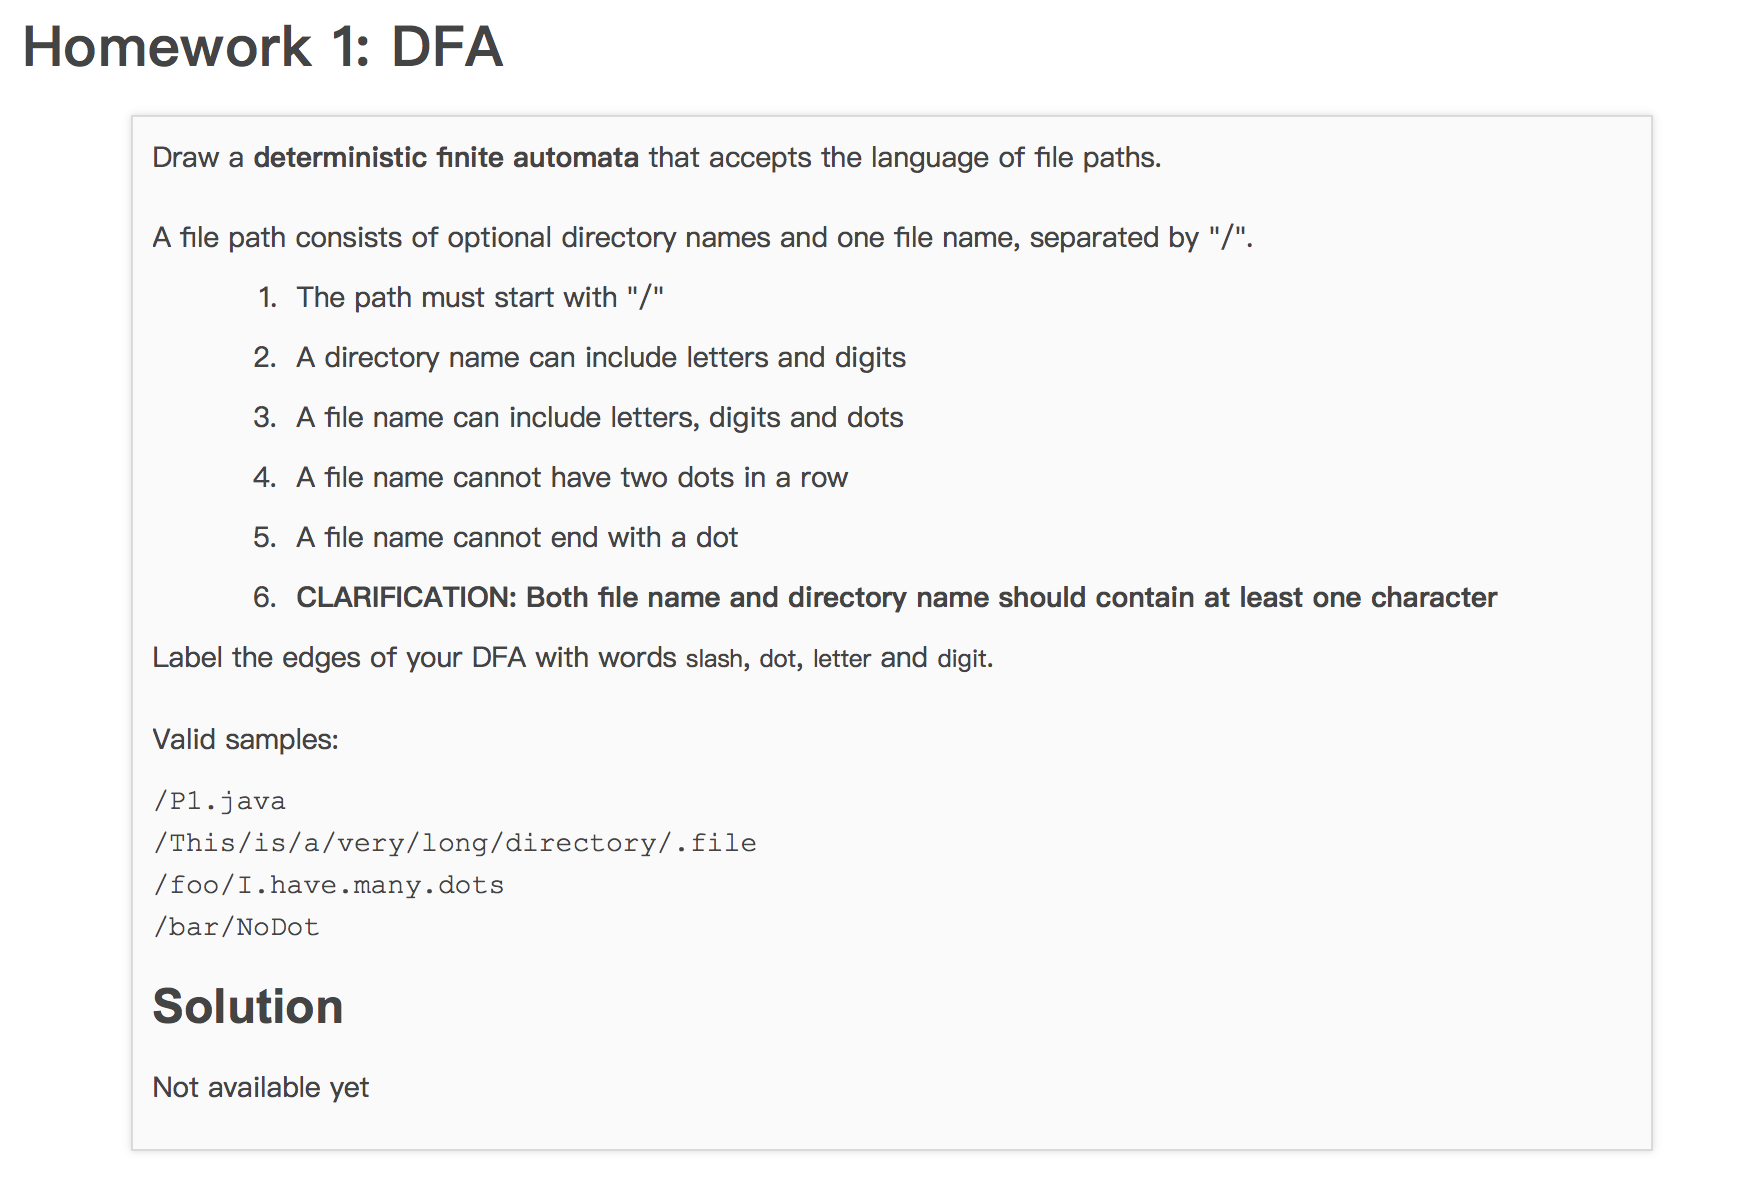 Homework 1: DFA
Draw a deterministic finite automata that accepts the language of file paths.
A file path consists of optional directory names and one file name, separated by "/".
1. The path must start with "/"
2. A directory name can include letters and digits
3. A file name can include letters, digits and dots
4. A file name cannot have two dots in a row
5. A file name cannot end with a dot
6. CLARIFICATION: Both file name and directory name should contain at least one character
Label the edges of your DFA with words slash, dot, letter and digit.
Valid samples:
/P1.java
/This/is/a/very/long/directory/.file
/foo/I.have.many.dots
/bar/NoDot
Solution
Not available yet